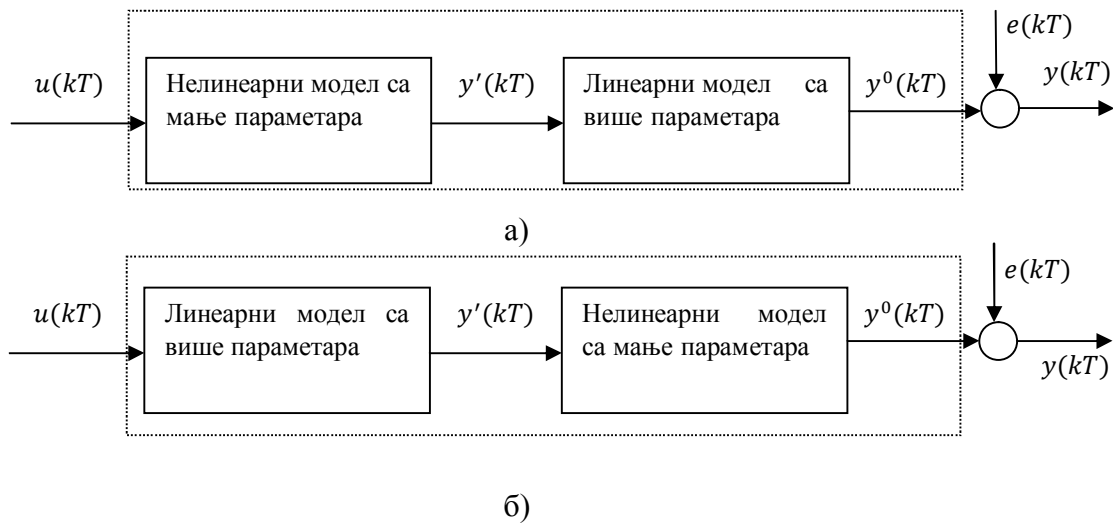 e(kT)
u(kT)
Нелинеарни модел са
мање параметара
y′(kT)
Линеарни модел са
више параметара
y⁰(kT)
y(kT)
а)
e(kT)
u(kT)
Линеарни модел са
више параметара
y′(kT)
Нелинеарни модел
са мање параметара
y⁰(kT)
y(kT)
б)